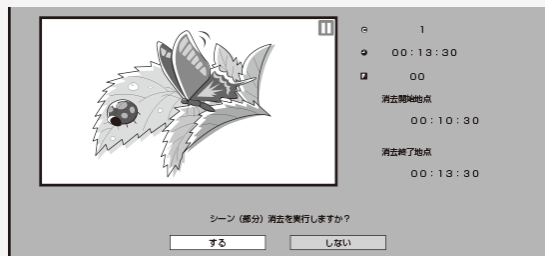 1
00:13:30
00
消去開始地点
00:10:30
消去終了地点
00:13:30
シーン（部分）消去を実行しますか？
する
しない